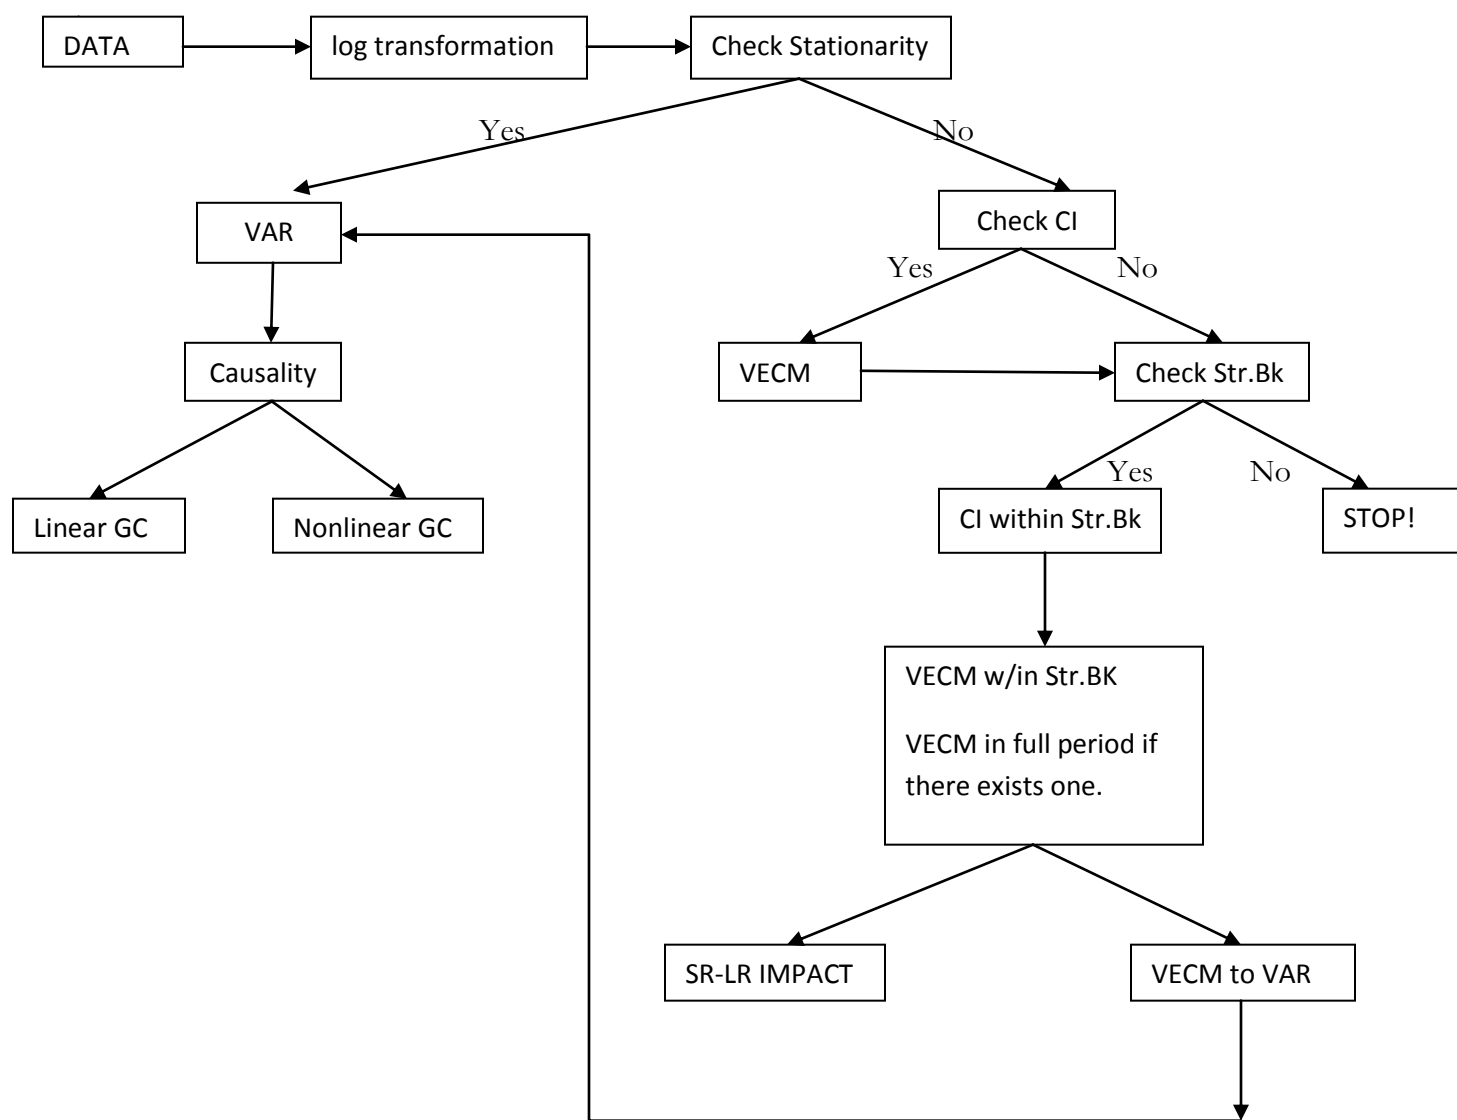 DATA
log transformation
Check Stationarity
Yes
No
VAR
Check CI
Yes
No
Causality
VECM
Check Str.Bk
Yes
No
Linear GC
Nonlinear GC
CI within Str.Bk
STOP!
VECM w/in Str.BK
VECM in full period if
there exists one.
SR-LR IMPACT
VECM to VAR